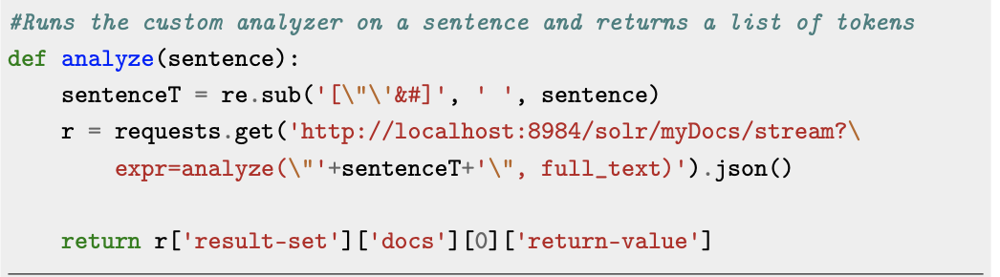 #Runs the custom analyzer on a sentence and returns a list of tokens
def analyze(sentence):
    sentenceT = re.sub('[\"\'&#]', ' ', sentence)
    r = requests.get('http://localhost:8984/solr/myDocs/stream?\
        expr=analyze(\"'+sentenceT+'\", full_text)').json()
    return r['result-set']['docs'][0]['return-value']